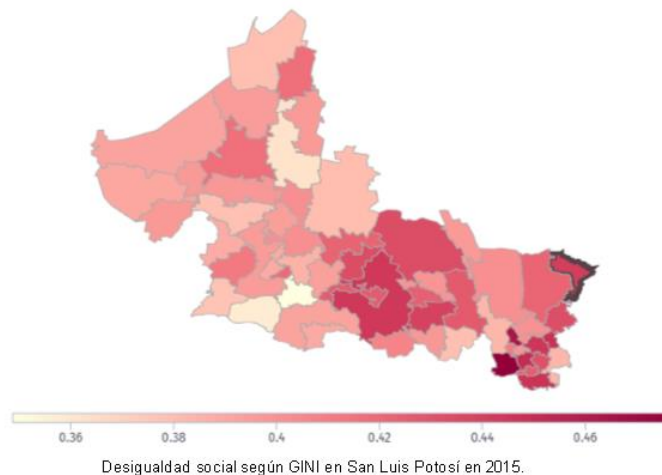 0.36 0.38 0.4 0.42 0.44 0.46
Desigualdad social según GINI en San Luis Potosí en 2015.